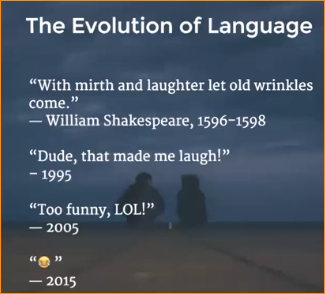 The Evolution of Language
“With mirth and laughter let old wrinkles
come.”
— William Shakespeare, 1596-1598
“Dude, that made me laugh!”
– 1995
“Too funny, LOL!”
— 2005
“😂 ”
— 2015